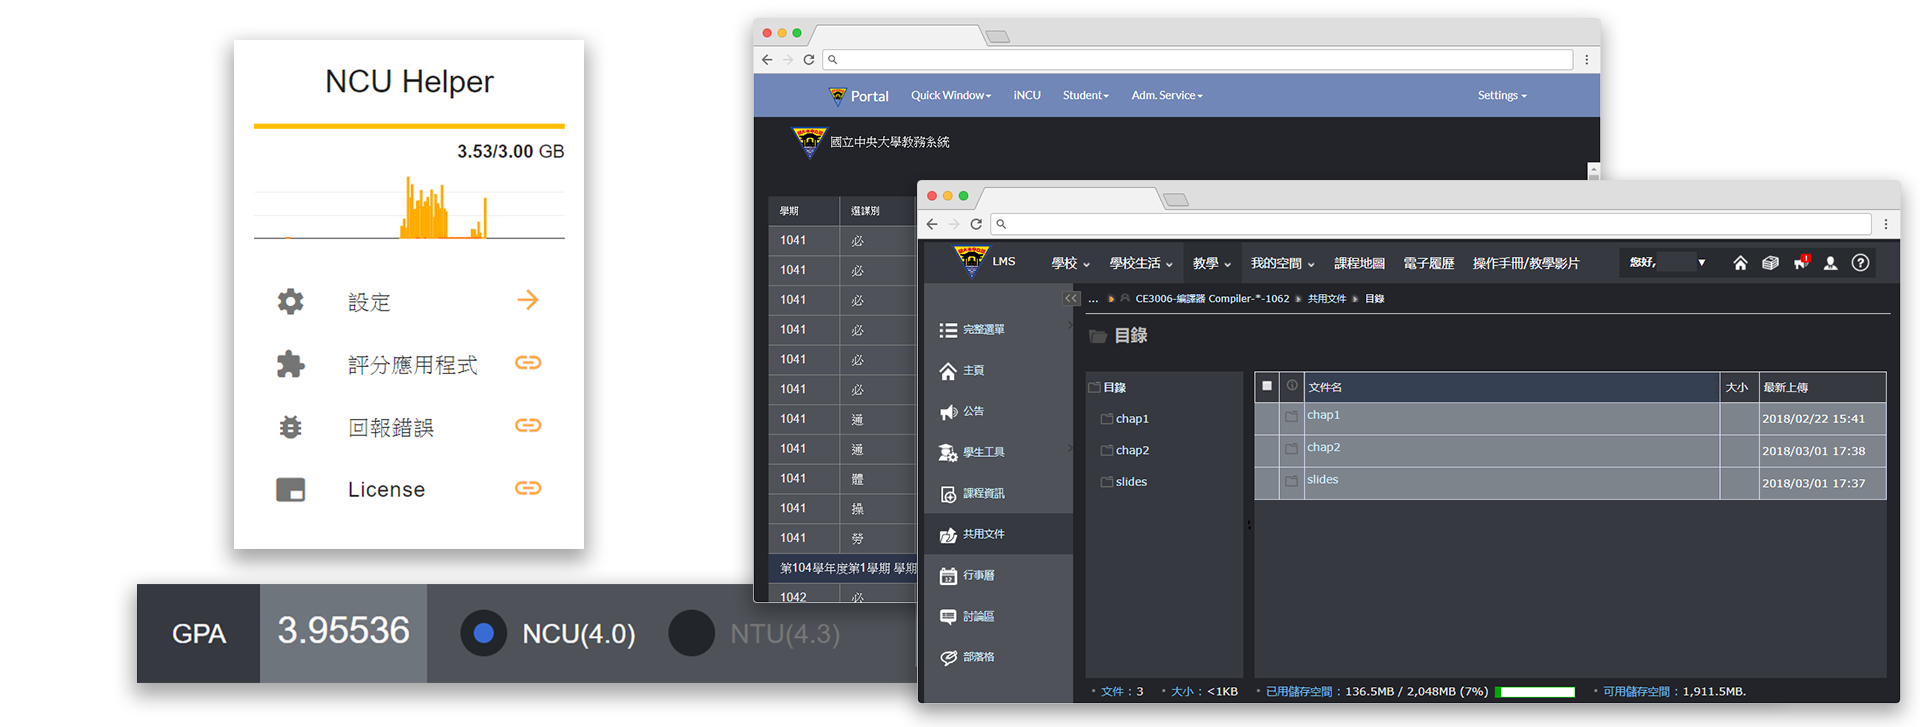 NCU Helper
3.53/3.00 GB
設定
評分應用程式
回報錯誤
License
GPA 3.95536 NCU(4.0) NTU(4.3)
Portal Quick Window iNCU Student Adm. Service Settings
國立中央大學教務系統
學期 選課別
1041 必
1041 必
1041 必
1041 必
1041 必
1041 必
1041 通
1041 通
1041 體
1041 操
1041 勞
第104學年度第1學期 學期
1042 必
LMS 學校 學校生活 教學 我的空間 課程地圖 電子履歷 操作手冊/教學影片 您好,
... CE3006-編譯器 Compiler-*-1062 共用文件 目錄
完整選單
主頁
公告
學生工具
課程資訊
共用文件
行事曆
12
討論區
部落格
目錄
目錄
chap1
chap2
slides
文件名 大小 最新上傳
chap1 2018/02/22 15:41
chap2 2018/03/01 17:38
slides 2018/03/01 17:37
文件：3 大小：<1KB 已用儲存空間：136.5MB / 2,048MB (7%) 可用儲存空間：1,911.5MB.